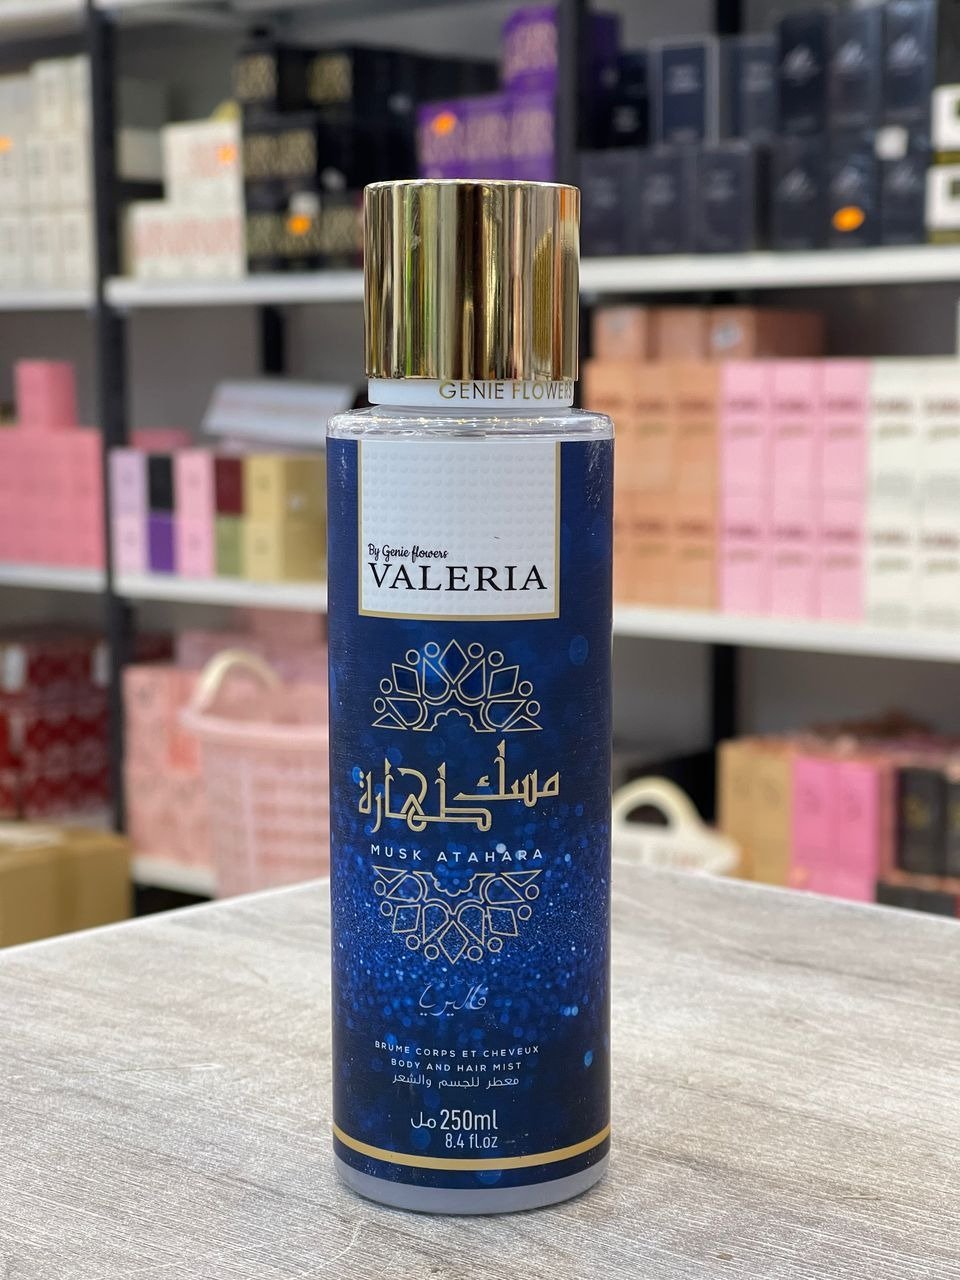 GENIE FLOWERS
By Genie flowers
VALERIA
مسك
طهارة
MUSK ATAHARA
فاليريا
BRUME CORPS ET CHEVEUX
BODY AND HAIR MIST
معطر للجسم والشعر
250ml مل
8.4 fl.oz